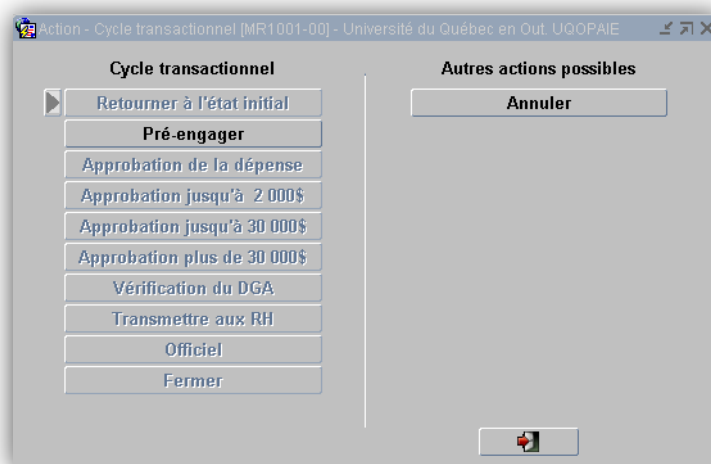 Action - Cycle transactionnel [MR1001-00] - Université du Québec en Out. UQOPAIE
Cycle transactionnel
Retourner à l'état initial
Pré-engager
Approbation de la dépense
Approbation jusqu'à 2 000$
Approbation jusqu'à 30 000$
Approbation plus de 30 000$
Vérification du DGA
Transmettre aux RH
Officiel
Fermer
Autres actions possibles
Annuler